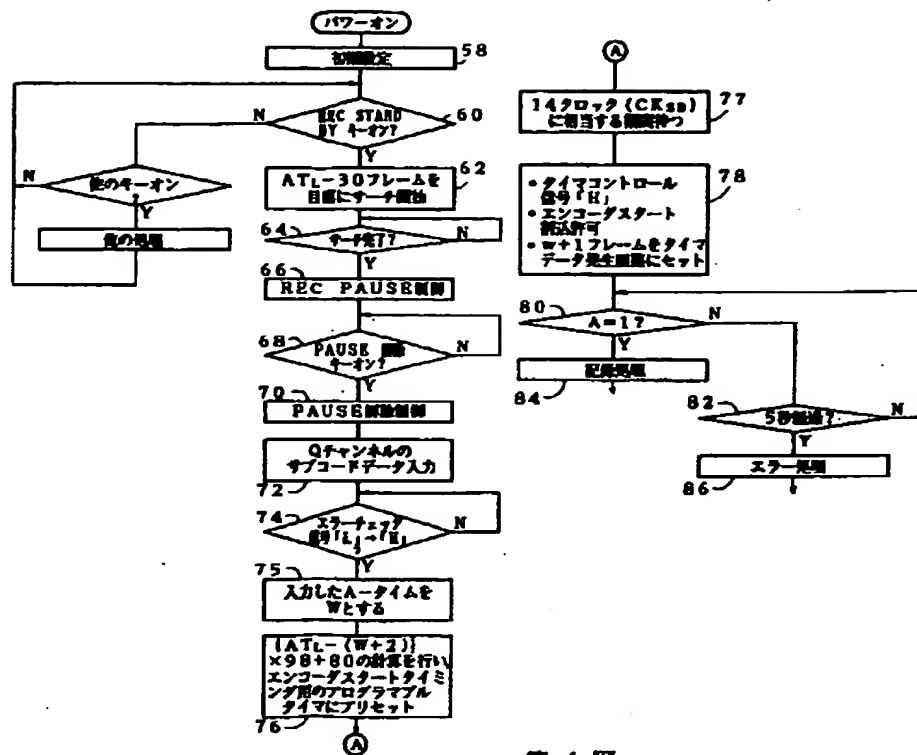 パワーオン
初期設定
58
REC STAND
BY キーオン?
60
N
Y
他のキーオン
N
Y
他の処理
ATL-30フレームを
目標にサーチ開始
62
64
サーチ完了?
N
Y
66
REC PAUSE制御
68
PAUSE 解除
キーオン?
N
Y
70
PAUSE解除制御
Qチャンネルの
サブコードデータ入力
72
74
エラーチェック
信号「L」→「H」
?
N
Y
75
入力したA-タイムを
Wとする
{ATL-(W+2)}
×98+80の計算を行い
エンコーダスタートタイミ
ング用のプログラマブル
タイマにプリセット
76
A
A
77
14クロック(CKSD)
に相当する期間待つ
78
• タイマコントロール
信号「H」
• エンコーダスタート
割込許可
• w+1フレームをタイマ
データ発生回路にセット
80
A=1?
N
Y
記録処理
84
82
5秒経過?
N
Y
エラー処理
86